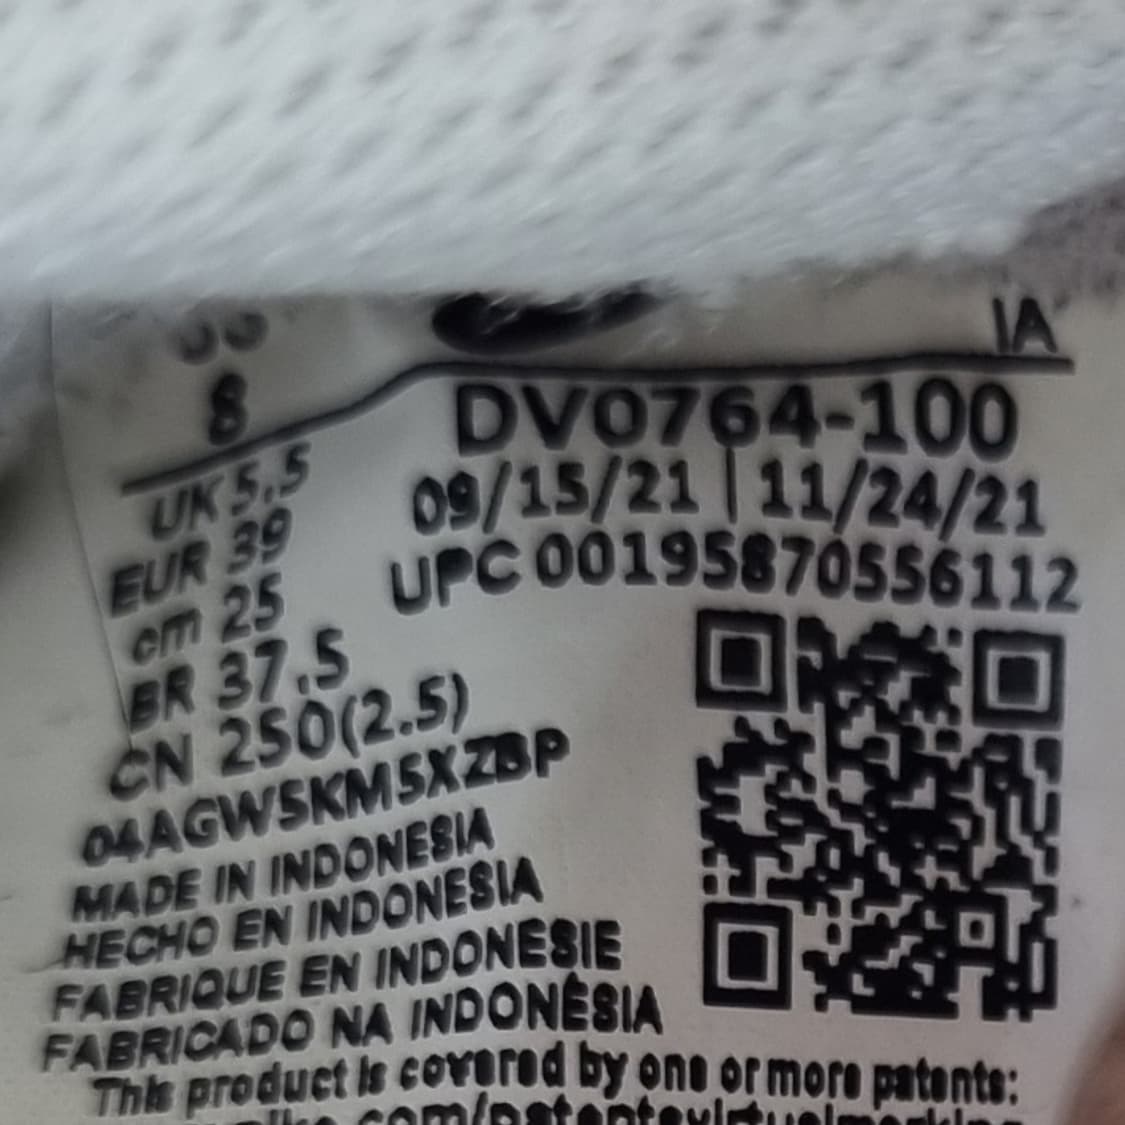 US
IA
8
DV0764-100
UK 5.5
09/15/21 | 11/24/21
EUR 39
UPC 00195870556112
cm 25
BR 37.5
CN 250(2.5)
04AGW5KM5XZBP
MADE IN INDONESIA
HECHO EN INDONESIA
FABRIQUE EN INDONESIE
FABRICADO NA INDONÉSIA
This product is covered by one or more patents: